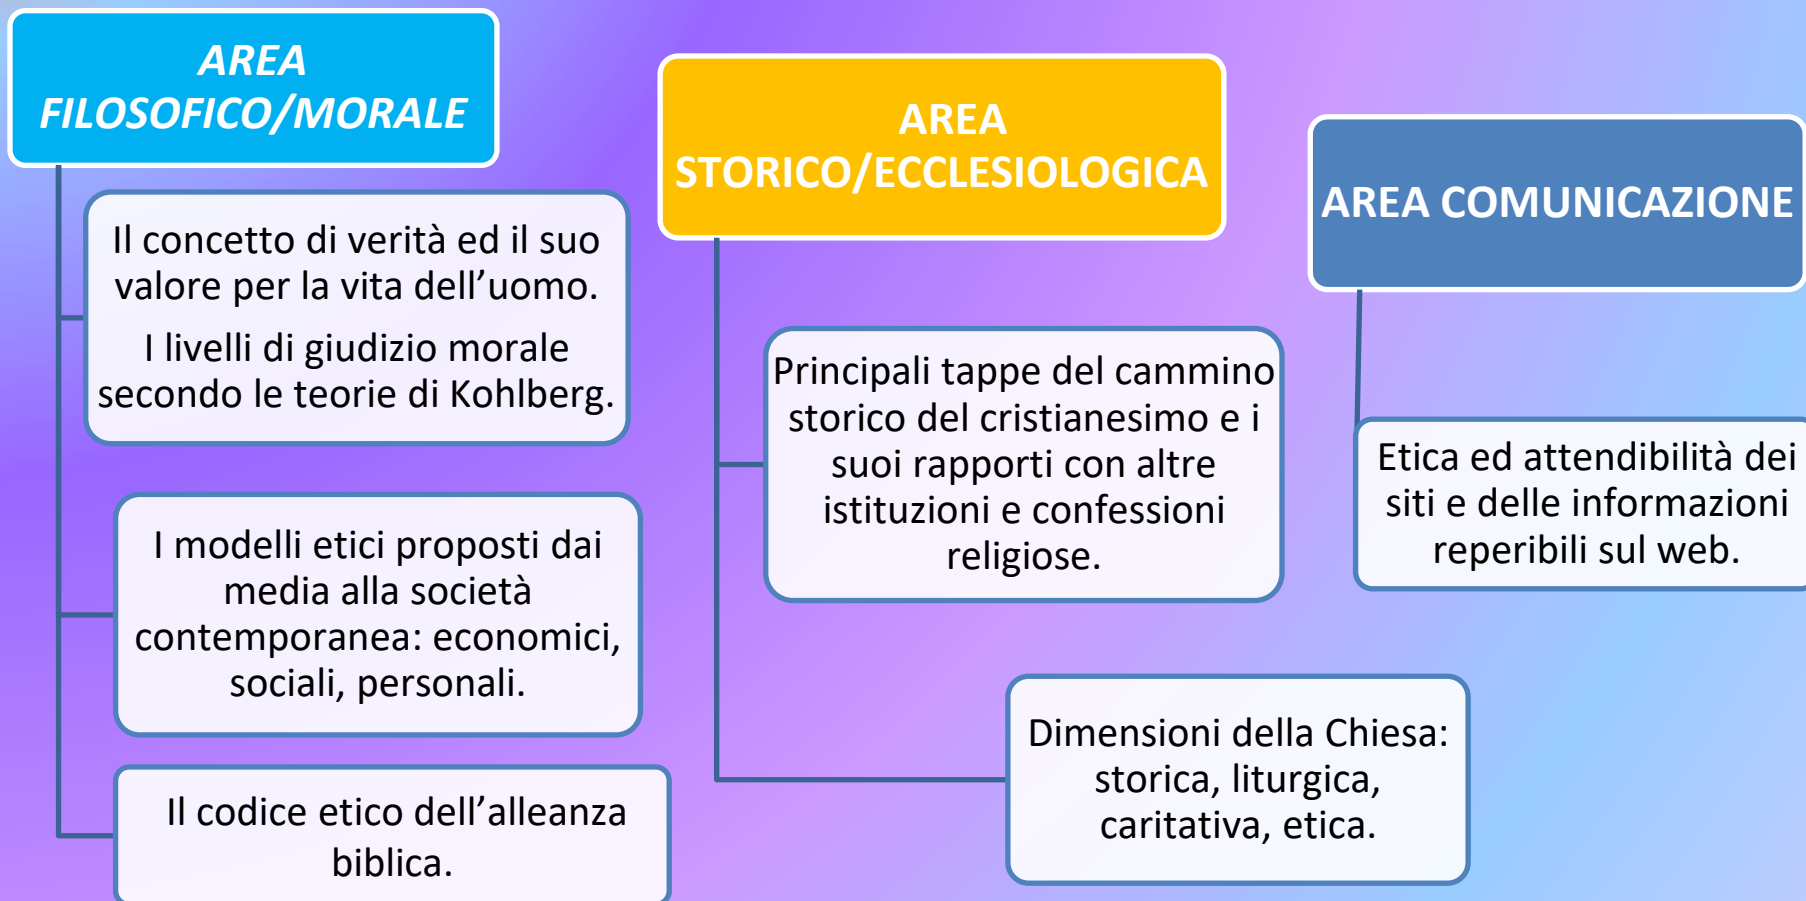 AREA
FILOSOFICO/MORALE
Il concetto di verità ed il suo
valore per la vita dell’uomo.
I livelli di giudizio morale
secondo le teorie di Kohlberg.
I modelli etici proposti dai
media alla società
contemporanea: economici,
sociali, personali.
Il codice etico dell’alleanza
biblica.
AREA
STORICO/ECCLESIOLOGICA
Principali tappe del cammino
storico del cristianesimo e i
suoi rapporti con altre
istituzioni e confessioni
religiose.
Dimensioni della Chiesa:
storica, liturgica,
caritativa, etica.
AREA COMUNICAZIONE
Etica ed attendibilità dei
siti e delle informazioni
reperibili sul web.